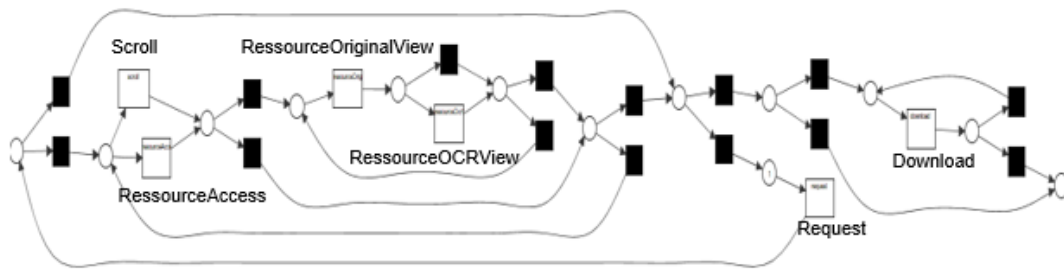 Scroll
RessourceOriginalView
RessourceOCRView
RessourceAccess
Download
Request